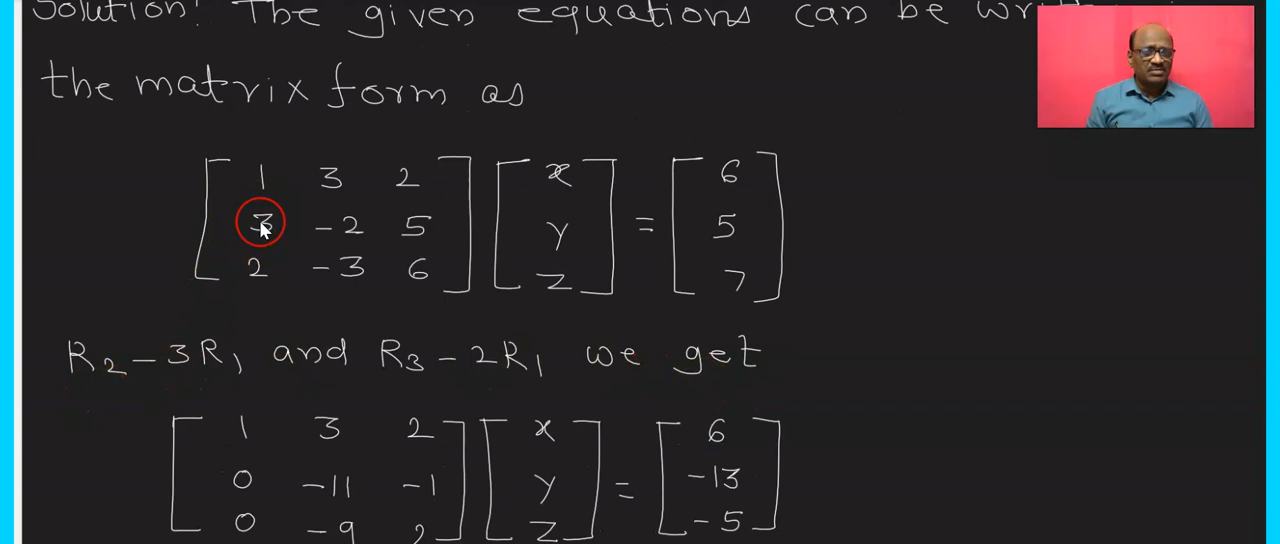 Solution! The given equations can be
the matrix form as
1 3 2 x 6
3 -2 5 y = 5
2 -3 6 z 7
R2 - 3R1 and R3 - 2R1 we get
1 3 2 x 6
0 -11 -1 y = -13
0 -9 2 z -5